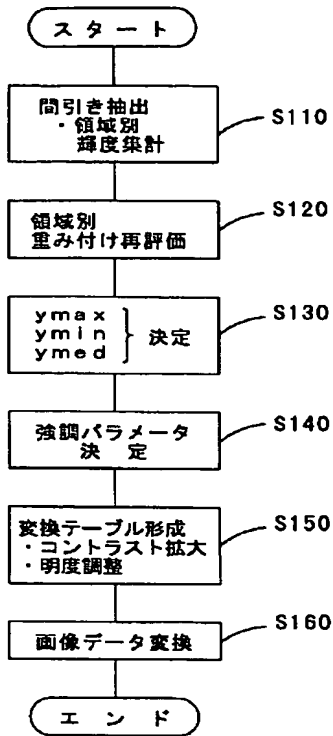 スタート
間引き抽出
・領域別
輝度集計
S110
領域別
重み付け再評価
S120
ymax
ymin
ymed
決定
S130
強調パラメータ
決 定
S140
変換テーブル形成
・コントラスト拡大
・明度調整
S150
画像データ変換
S160
エンド